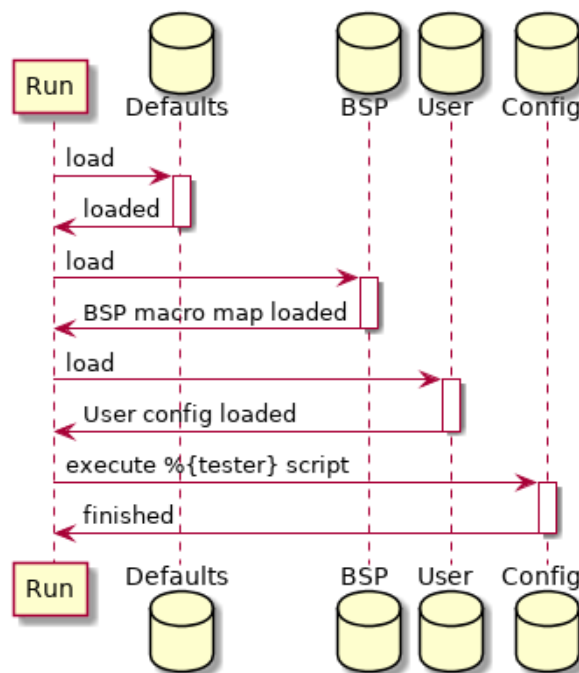 Run
Defaults
BSP
User
Config
load
loaded
load
BSP macro map loaded
load
User config loaded
execute %{tester} script
finished
Run
Defaults
BSP
User
Config